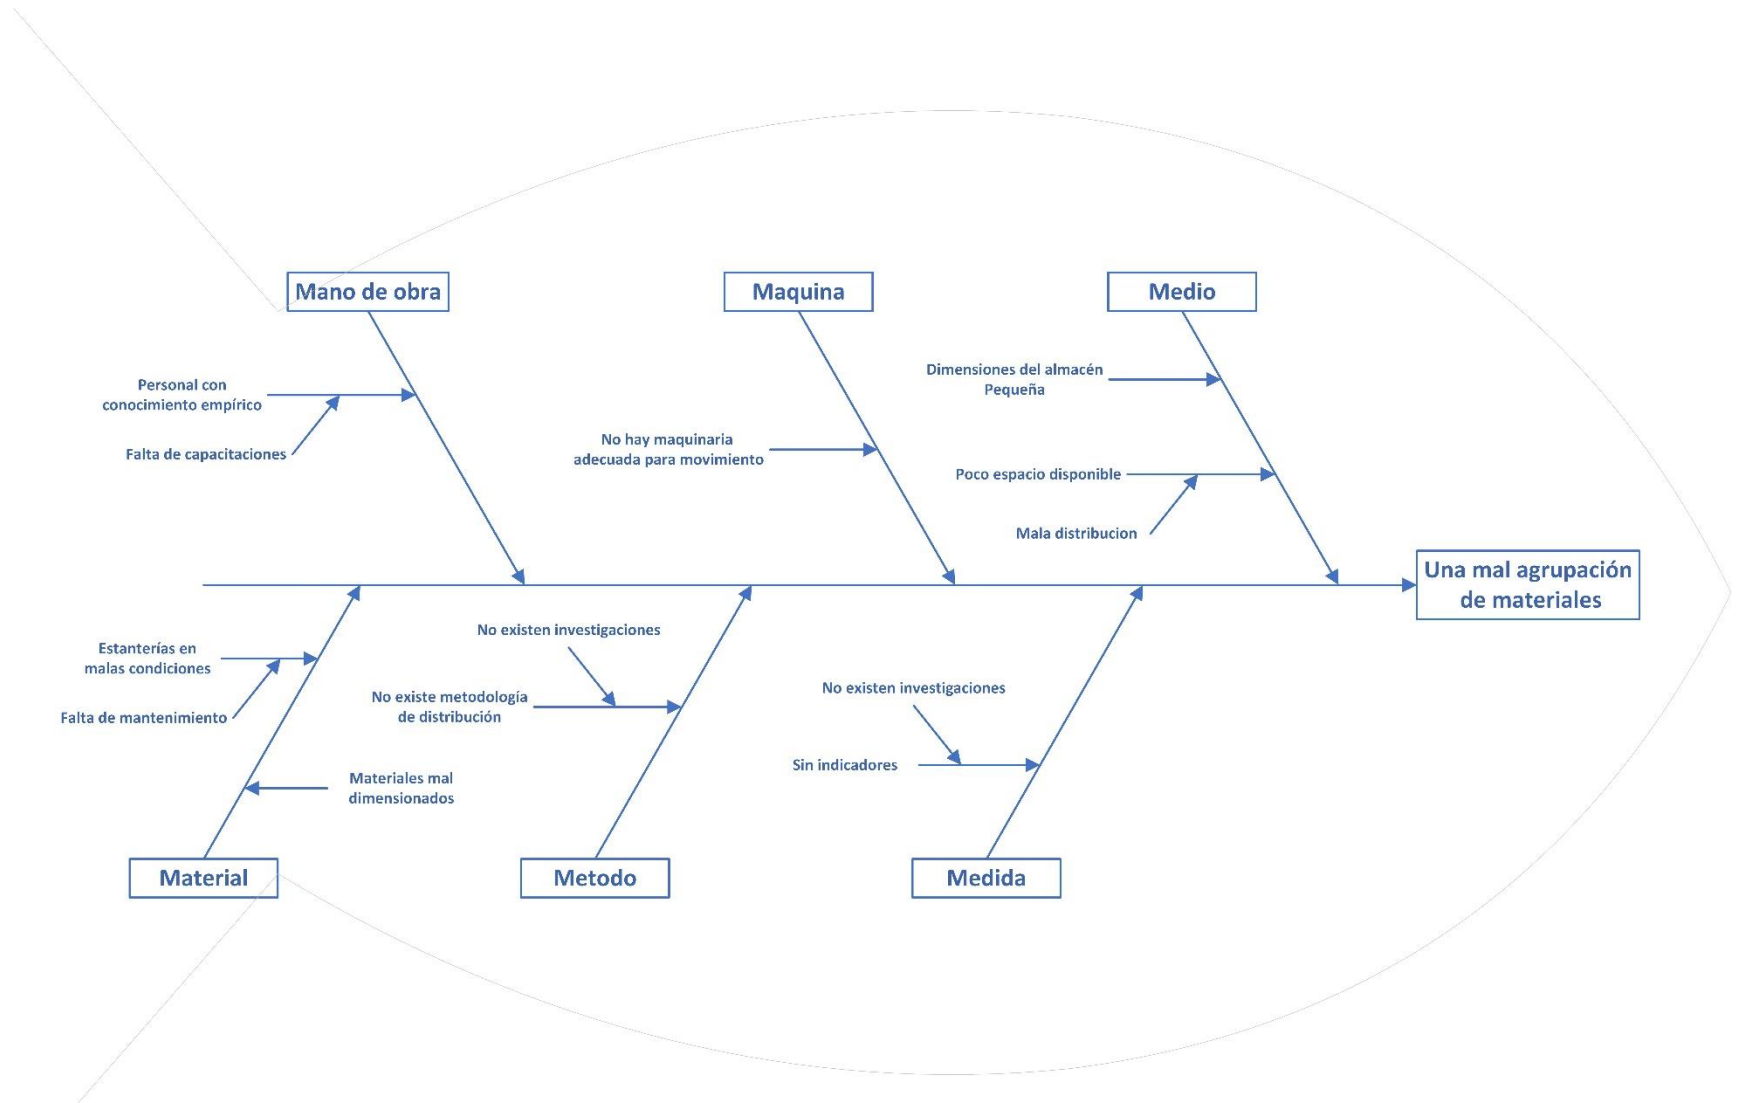 Mano de obra
Maquina
Medio
Personal con
conocimiento empírico
Falta de capacitaciones
No hay maquinaria
adecuada para movimiento
Dimensiones del almacén
Pequeña
Poco espacio disponible
Mala distribucion
Una mal agrupación
de materiales
Estanterías en
malas condiciones
Falta de mantenimiento
Materiales mal
dimensionados
No existen investigaciones
No existe metodología
de distribución
No existen investigaciones
Sin indicadores
Material
Metodo
Medida